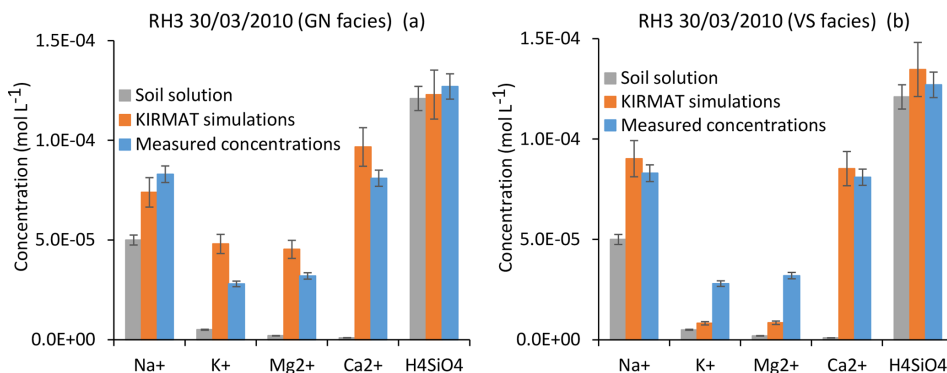 RH3 30/03/2010 (GN facies) (a)
Concentration (mol L⁻¹)
1.5E-04
1.0E-04
5.0E-05
0.0E+00
Soil solution
KIRMAT simulations
Measured concentrations
Na+ K+ Mg2+ Ca2+ H4SiO4
RH3 30/03/2010 (VS facies) (b)
Concentration (mol L⁻¹)
1.5E-04
1.0E-04
5.0E-05
0.0E+00
Soil solution
KIRMAT simulations
Measured concentrations
Na+ K+ Mg2+ Ca2+ H4SiO4